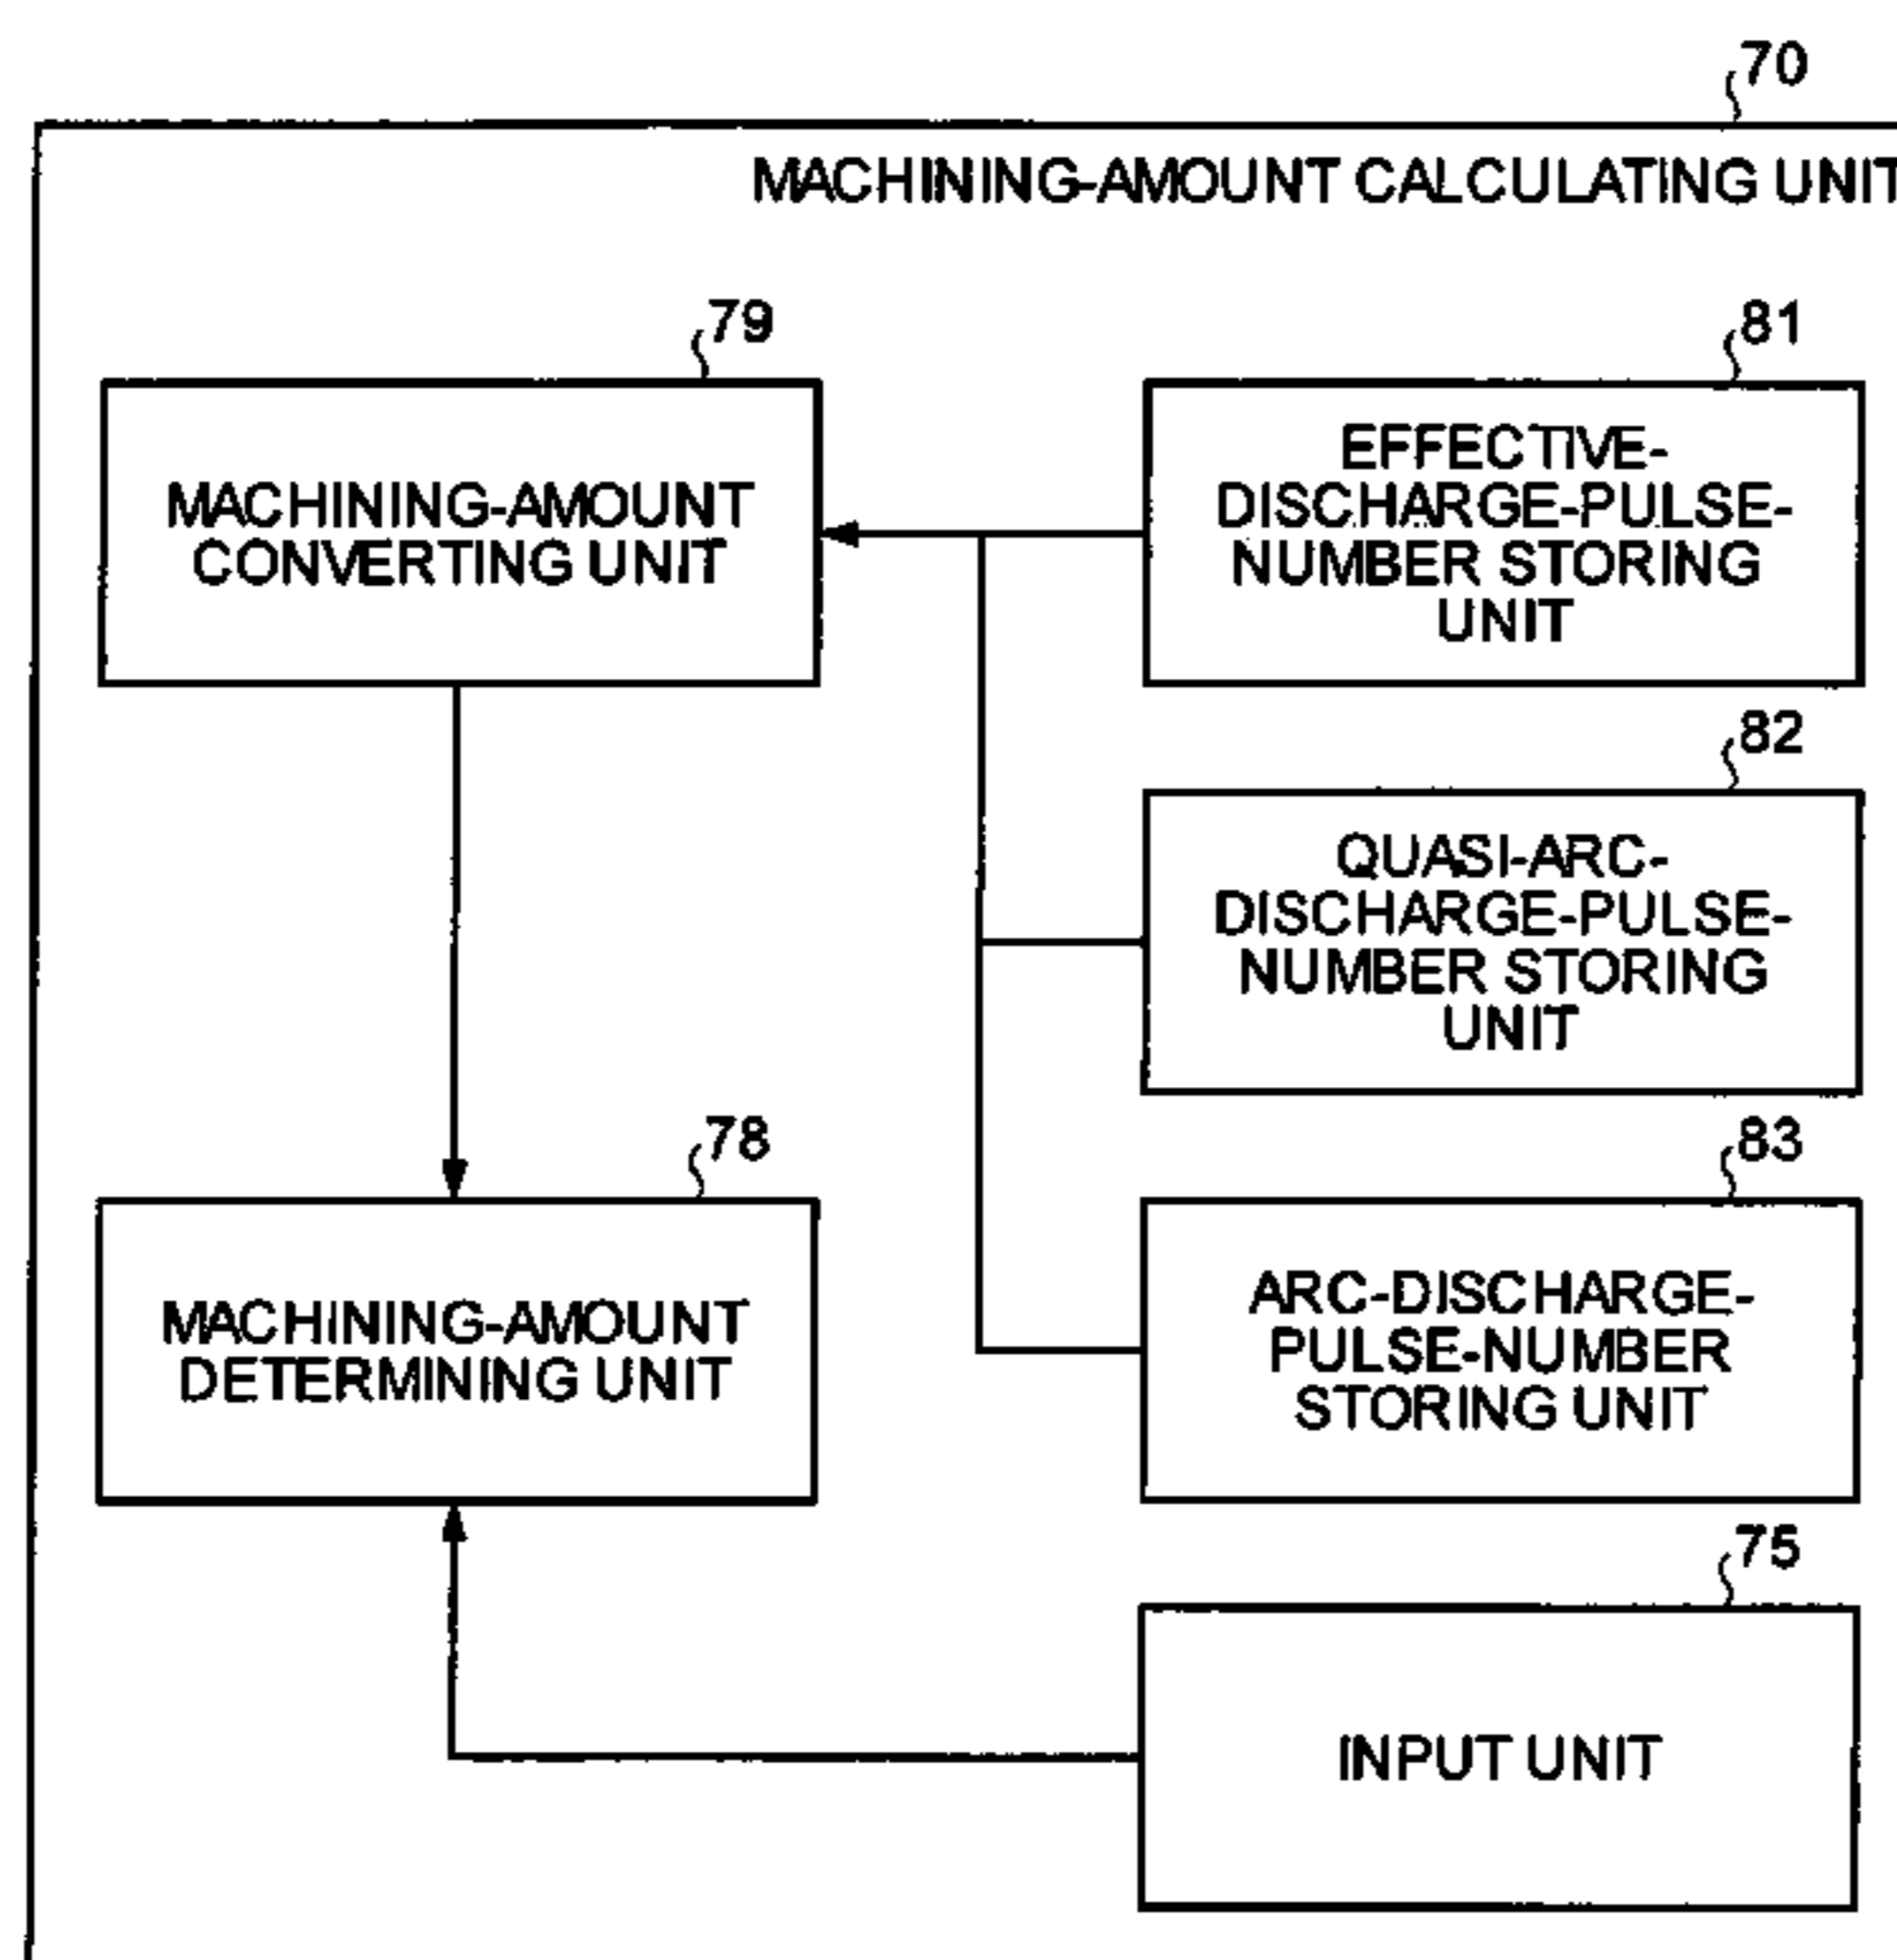 70
MACHINING-AMOUNT CALCULATING UNIT
79
MACHINING-AMOUNT
CONVERTING UNIT
81
EFFECTIVE-
DISCHARGE-PULSE-
NUMBER STORING
UNIT
82
QUASI-ARC-
DISCHARGE-PULSE-
NUMBER STORING
UNIT
78
MACHINING-AMOUNT
DETERMINING UNIT
83
ARC-DISCHARGE-
PULSE-NUMBER
STORING UNIT
75
INPUT UNIT